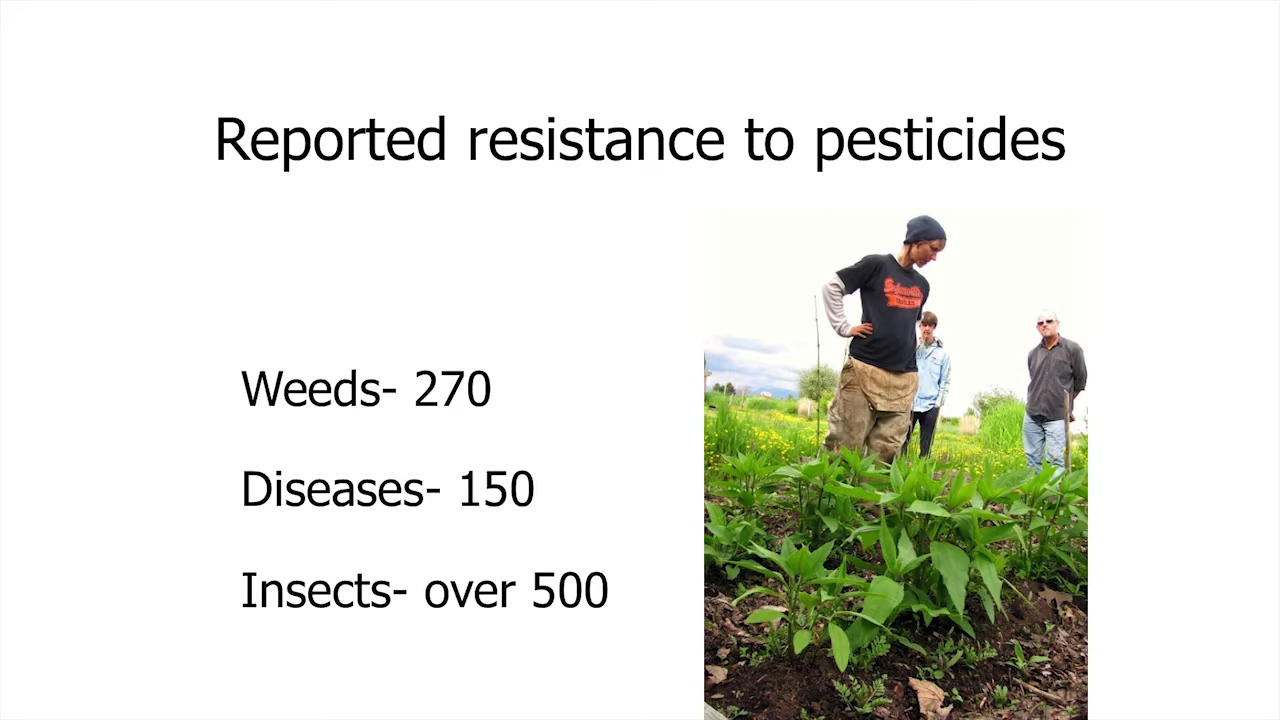 Reported resistance to pesticides
Weeds- 270
Diseases- 150
Insects- over 500